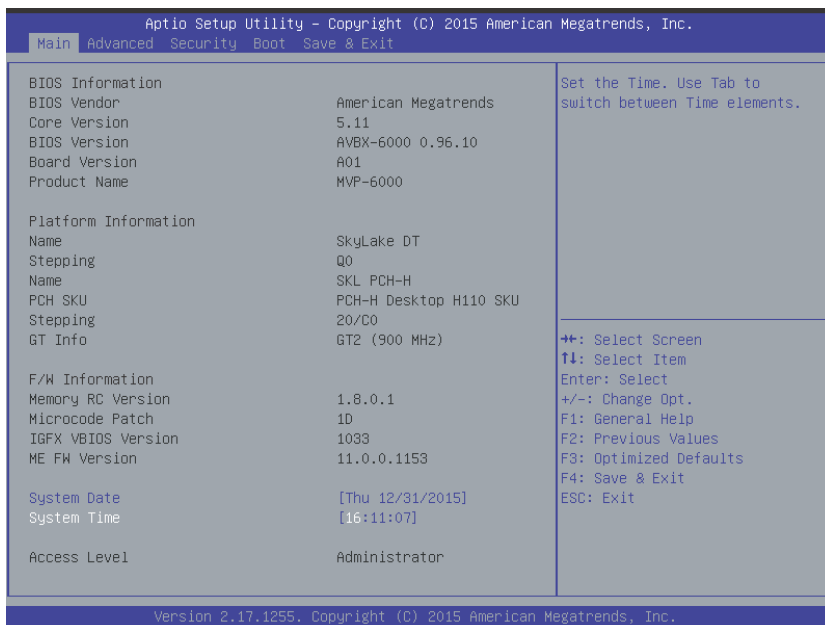 Aptio Setup Utility – Copyright (C) 2015 American Megatrends, Inc.
Main Advanced Security Boot Save & Exit
BIOS Information
BIOS Vendor American Megatrends
Core Version 5.11
BIOS Version AVBX-6000 0.96.10
Board Version A01
Product Name MVP-6000
Platform Information
Name SkyLake DT
Stepping Q0
Name SKL PCH-H
PCH SKU PCH-H Desktop H110 SKU
Stepping 20/C0
GT Info GT2 (900 MHz)
F/W Information
Memory RC Version 1.8.0.1
Microcode Patch 1D
IGFX VBIOS Version 1033
ME FW Version 11.0.0.1153
System Date [Thu 12/31/2015]
System Time [16:11:07]
Access Level Administrator
Set the Time. Use Tab to
switch between Time elements.
→←: Select Screen
↑↓: Select Item
Enter: Select
+/-: Change Opt.
F1: General Help
F2: Previous Values
F3: Optimized Defaults
F4: Save & Exit
ESC: Exit
Version 2.17.1255. Copyright (C) 2015 American Megatrends, Inc.